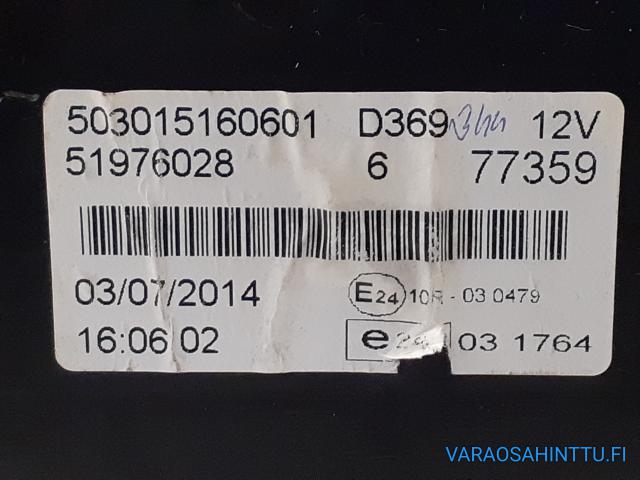 503015160601 D369 12V
51976028 6 77359
03/07/2014 E24 10R - 03 0479
16:06 02 e24 03 1764
VARAOSAHINTTU.FI